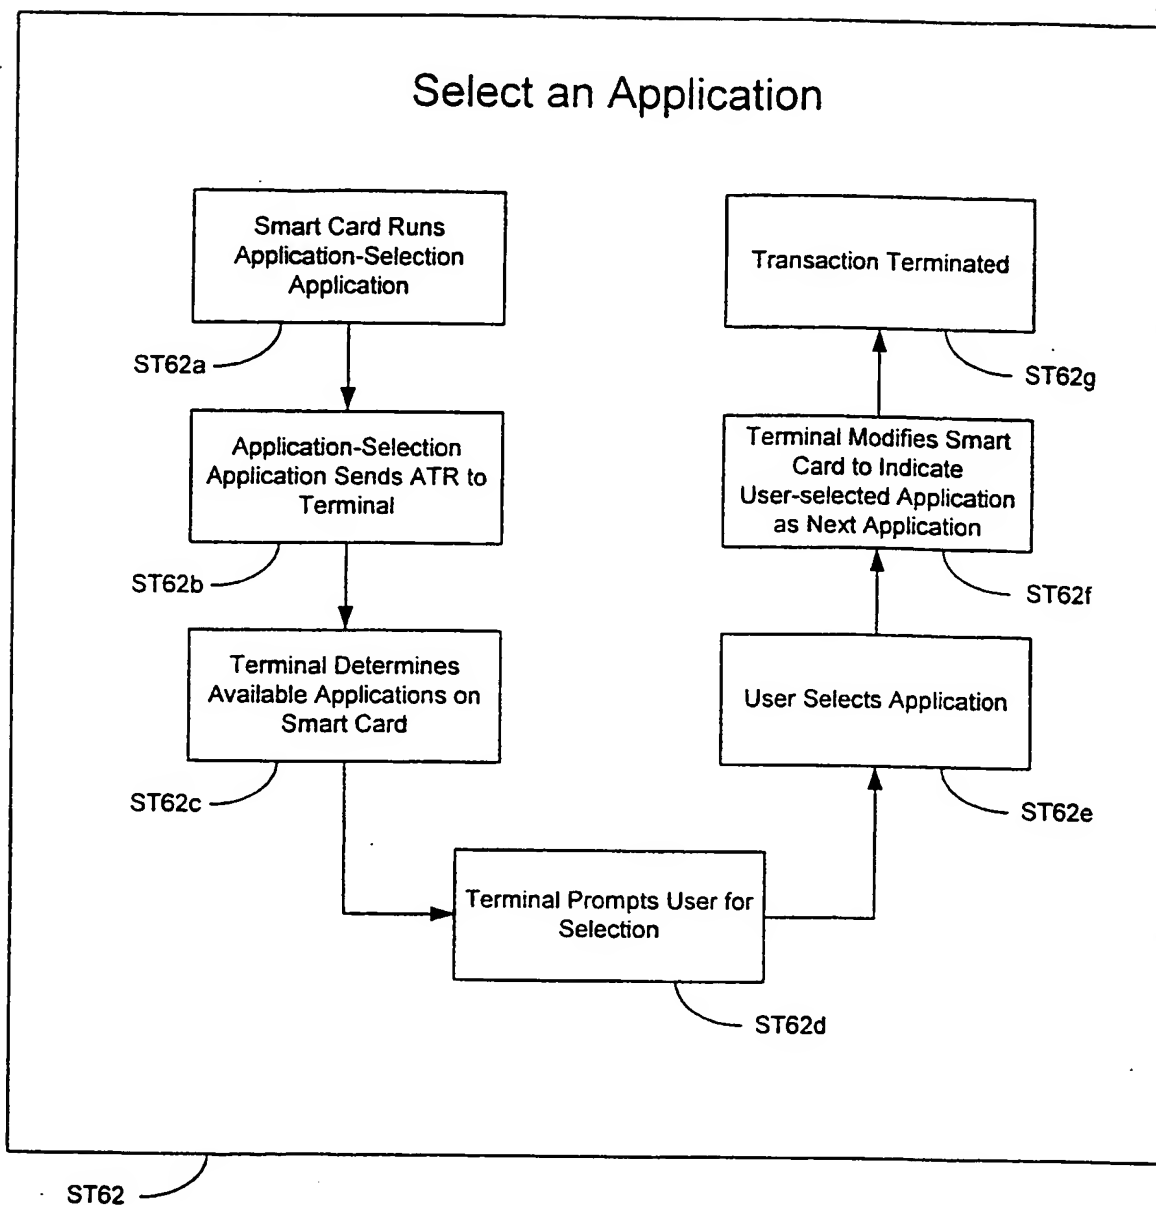 Select an Application
Smart Card Runs
Application-Selection
Application
ST62a
Application-Selection
Application Sends ATR to
Terminal
ST62b
Terminal Determines
Available Applications on
Smart Card
ST62c
Terminal Prompts User for
Selection
ST62d
User Selects Application
ST62e
Terminal Modifies Smart
Card to Indicate
User-selected Application
as Next Application
ST62f
Transaction Terminated
ST62g
ST62